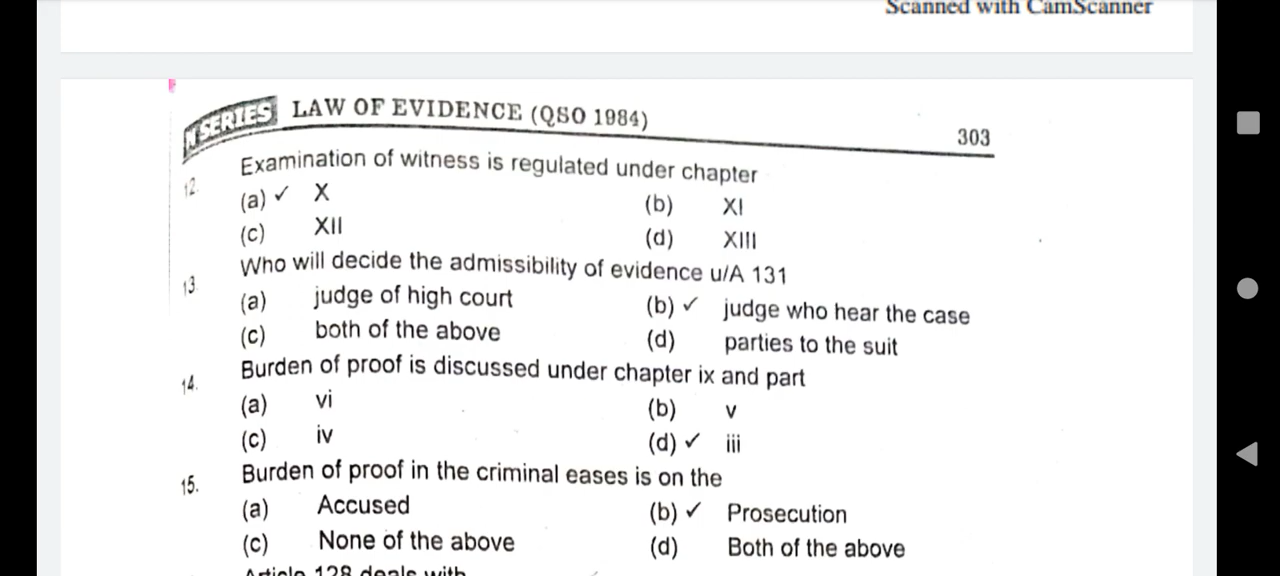 Scanned with CamScanner
N SERIES LAW OF EVIDENCE (QSO 1984) 303
12. Examination of witness is regulated under chapter
(a) ✓ X (b) XI
(c) XII (d) XIII
13. Who will decide the admissibility of evidence u/A 131
(a) judge of high court (b) ✓ judge who hear the case
(c) both of the above (d) parties to the suit
14. Burden of proof is discussed under chapter ix and part
(a) vi (b) v
(c) iv (d) ✓ iii
15. Burden of proof in the criminal eases is on the
(a) Accused (b) ✓ Prosecution
(c) None of the above (d) Both of the above
Article 128 deals with